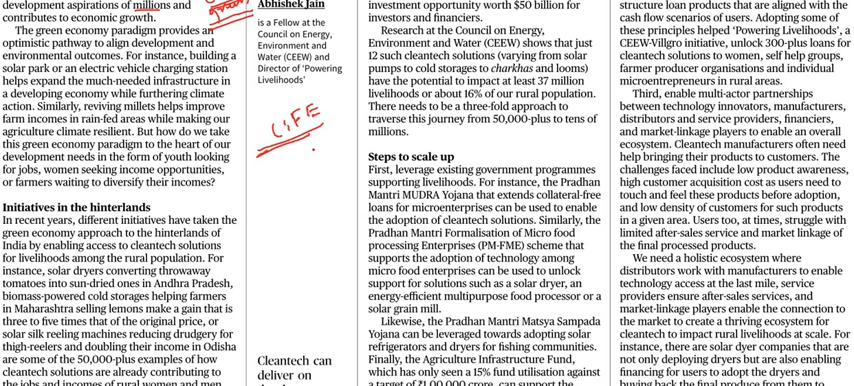 development aspirations of millions and
contributes to economic growth.
The green economy paradigm provides an
optimistic pathway to align development and
environmental outcomes. For instance, building a
solar park or an electric vehicle charging station
helps expand the much-needed infrastructure in
a developing economy while furthering climate
action. Similarly, reviving millets helps improve
farm incomes in rain-fed areas while making our
agriculture climate resilient. But how do we take
this green economy paradigm to the heart of our
development needs in the form of youth looking
for jobs, women seeking income opportunities,
or farmers waiting to diversify their incomes?
Initiatives in the hinterlands
In recent years, different initiatives have taken the
green economy approach to the hinterlands of
India by enabling access to cleantech solutions
for livelihoods among the rural population. For
instance, solar dryers converting throwaway
tomatoes into sun-dried ones in Andhra Pradesh,
biomass-powered cold storages helping farmers
in Maharashtra selling lemons make a gain that is
three to five times that of the original price, or
solar silk reeling machines reducing drudgery for
thigh-reelers and doubling their income in Odisha
are some of the 50,000-plus examples of how
cleantech solutions are already contributing to
the jobs and incomes of rural women and men
Abhishek Jain
is a Fellow at the
Council on Energy,
Environment and
Water (CEEW) and
Director of 'Powering
Livelihoods'
LiFE
Cleantech can
deliver on
investment opportunity worth $50 billion for
investors and financiers.
Research at the Council on Energy,
Environment and Water (CEEW) shows that just
12 such cleantech solutions (varying from solar
pumps to cold storages to charkhas and looms)
have the potential to impact at least 37 million
livelihoods or about 16% of our rural population.
There needs to be a three-fold approach to
traverse this journey from 50,000-plus to tens of
millions.
Steps to scale up
First, leverage existing government programmes
supporting livelihoods. For instance, the Pradhan
Mantri MUDRA Yojana that extends collateral-free
loans for microenterprises can be used to enable
the adoption of cleantech solutions. Similarly, the
Pradhan Mantri Formalisation of Micro food
processing Enterprises (PM-FME) scheme that
supports the adoption of technology among
micro food enterprises can be used to unlock
support for solutions such as a solar dryer, an
energy-efficient multipurpose food processor or a
solar grain mill.
Likewise, the Pradhan Mantri Matsya Sampada
Yojana can be leveraged towards adopting solar
refrigerators and dryers for fishing communities.
Finally, the Agriculture Infrastructure Fund,
which has only seen a 15% fund utilisation against
a target of ₹1,00,000 crore, can support the
structure loan products that are aligned with the
cash flow scenarios of users. Adopting some of
these principles helped 'Powering Livelihoods', a
CEEW-Villgro initiative, unlock 300-plus loans for
cleantech solutions to women, self help groups,
farmer producer organisations and individual
microentrepreneurs in rural areas.
Third, enable multi-actor partnerships
between technology innovators, manufacturers,
distributors and service providers, financiers,
and market-linkage players to enable an overall
ecosystem. Cleantech manufacturers often need
help bringing their products to customers. The
challenges faced include low product awareness,
high customer acquisition cost as users need to
touch and feel these products before adoption,
and low density of customers for such products
in a given area. Users too, at times, struggle with
limited after-sales service and market linkage of
the final processed products.
We need a holistic ecosystem where
distributors work with manufacturers to enable
technology access at the last mile, service
providers ensure after-sales services, and
market-linkage players enable the connection to
the market to create a thriving ecosystem for
cleantech to impact rural livelihoods at scale. For
instance, there are solar dyer companies that are
not only deploying dryers but are also enabling
financing for users to adopt the dryers and
buying back the final produce from them to